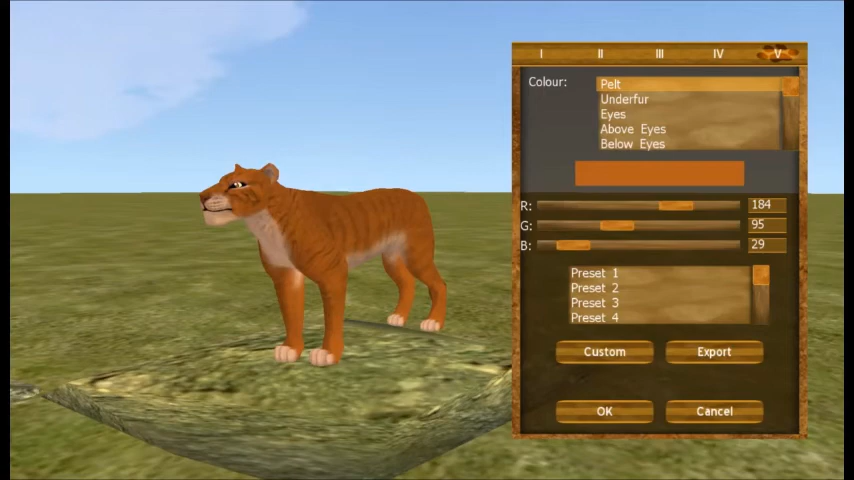 I II III IV V
Colour: Pelt
Underfur
Eyes
Above Eyes
Below Eyes
R: 184
G: 95
B: 29
Preset 1
Preset 2
Preset 3
Preset 4
Custom Export
OK Cancel